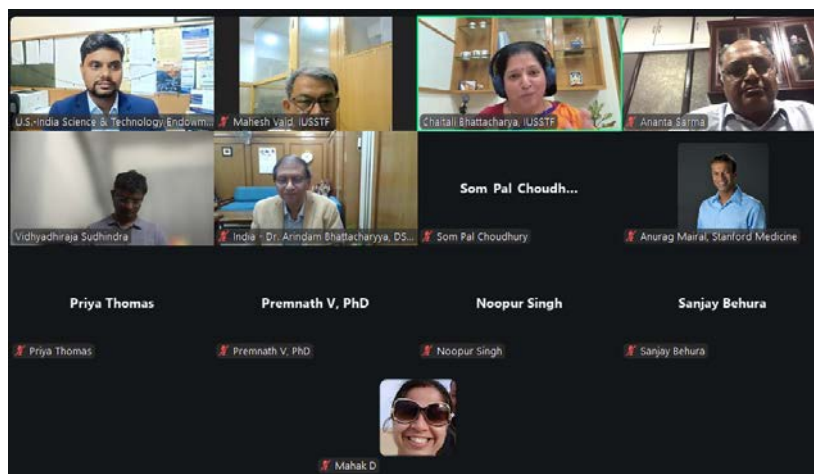 U.S.-India Science & Technology Endowm...
Mahesh Vaid, IUSSTF
Chaitali Bhattacharya, IUSSTF
Ananta Sarma
Vidhyadhiraja Sudhindra
India - Dr. Arindam Bhattacharyya, DS...
Som Pal Choudh...
Som Pal Choudhury
Anurag Mairal, Stanford Medicine
Priya Thomas
Premnath V, PhD
Noopur Singh
Sanjay Behura
Priya Thomas
Premnath V, PhD
Noopur Singh
Sanjay Behura
Mahak D